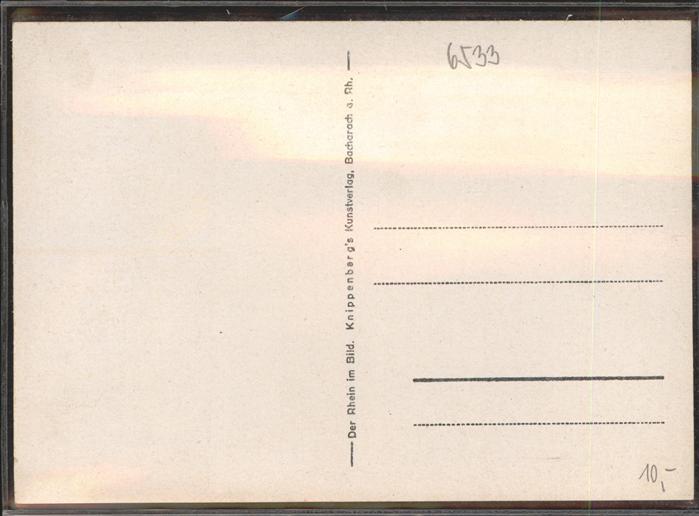 6533
Der Rhein im Bild. Knippenberg's Kunstverlag, Bacharach a. Rh.
10,-